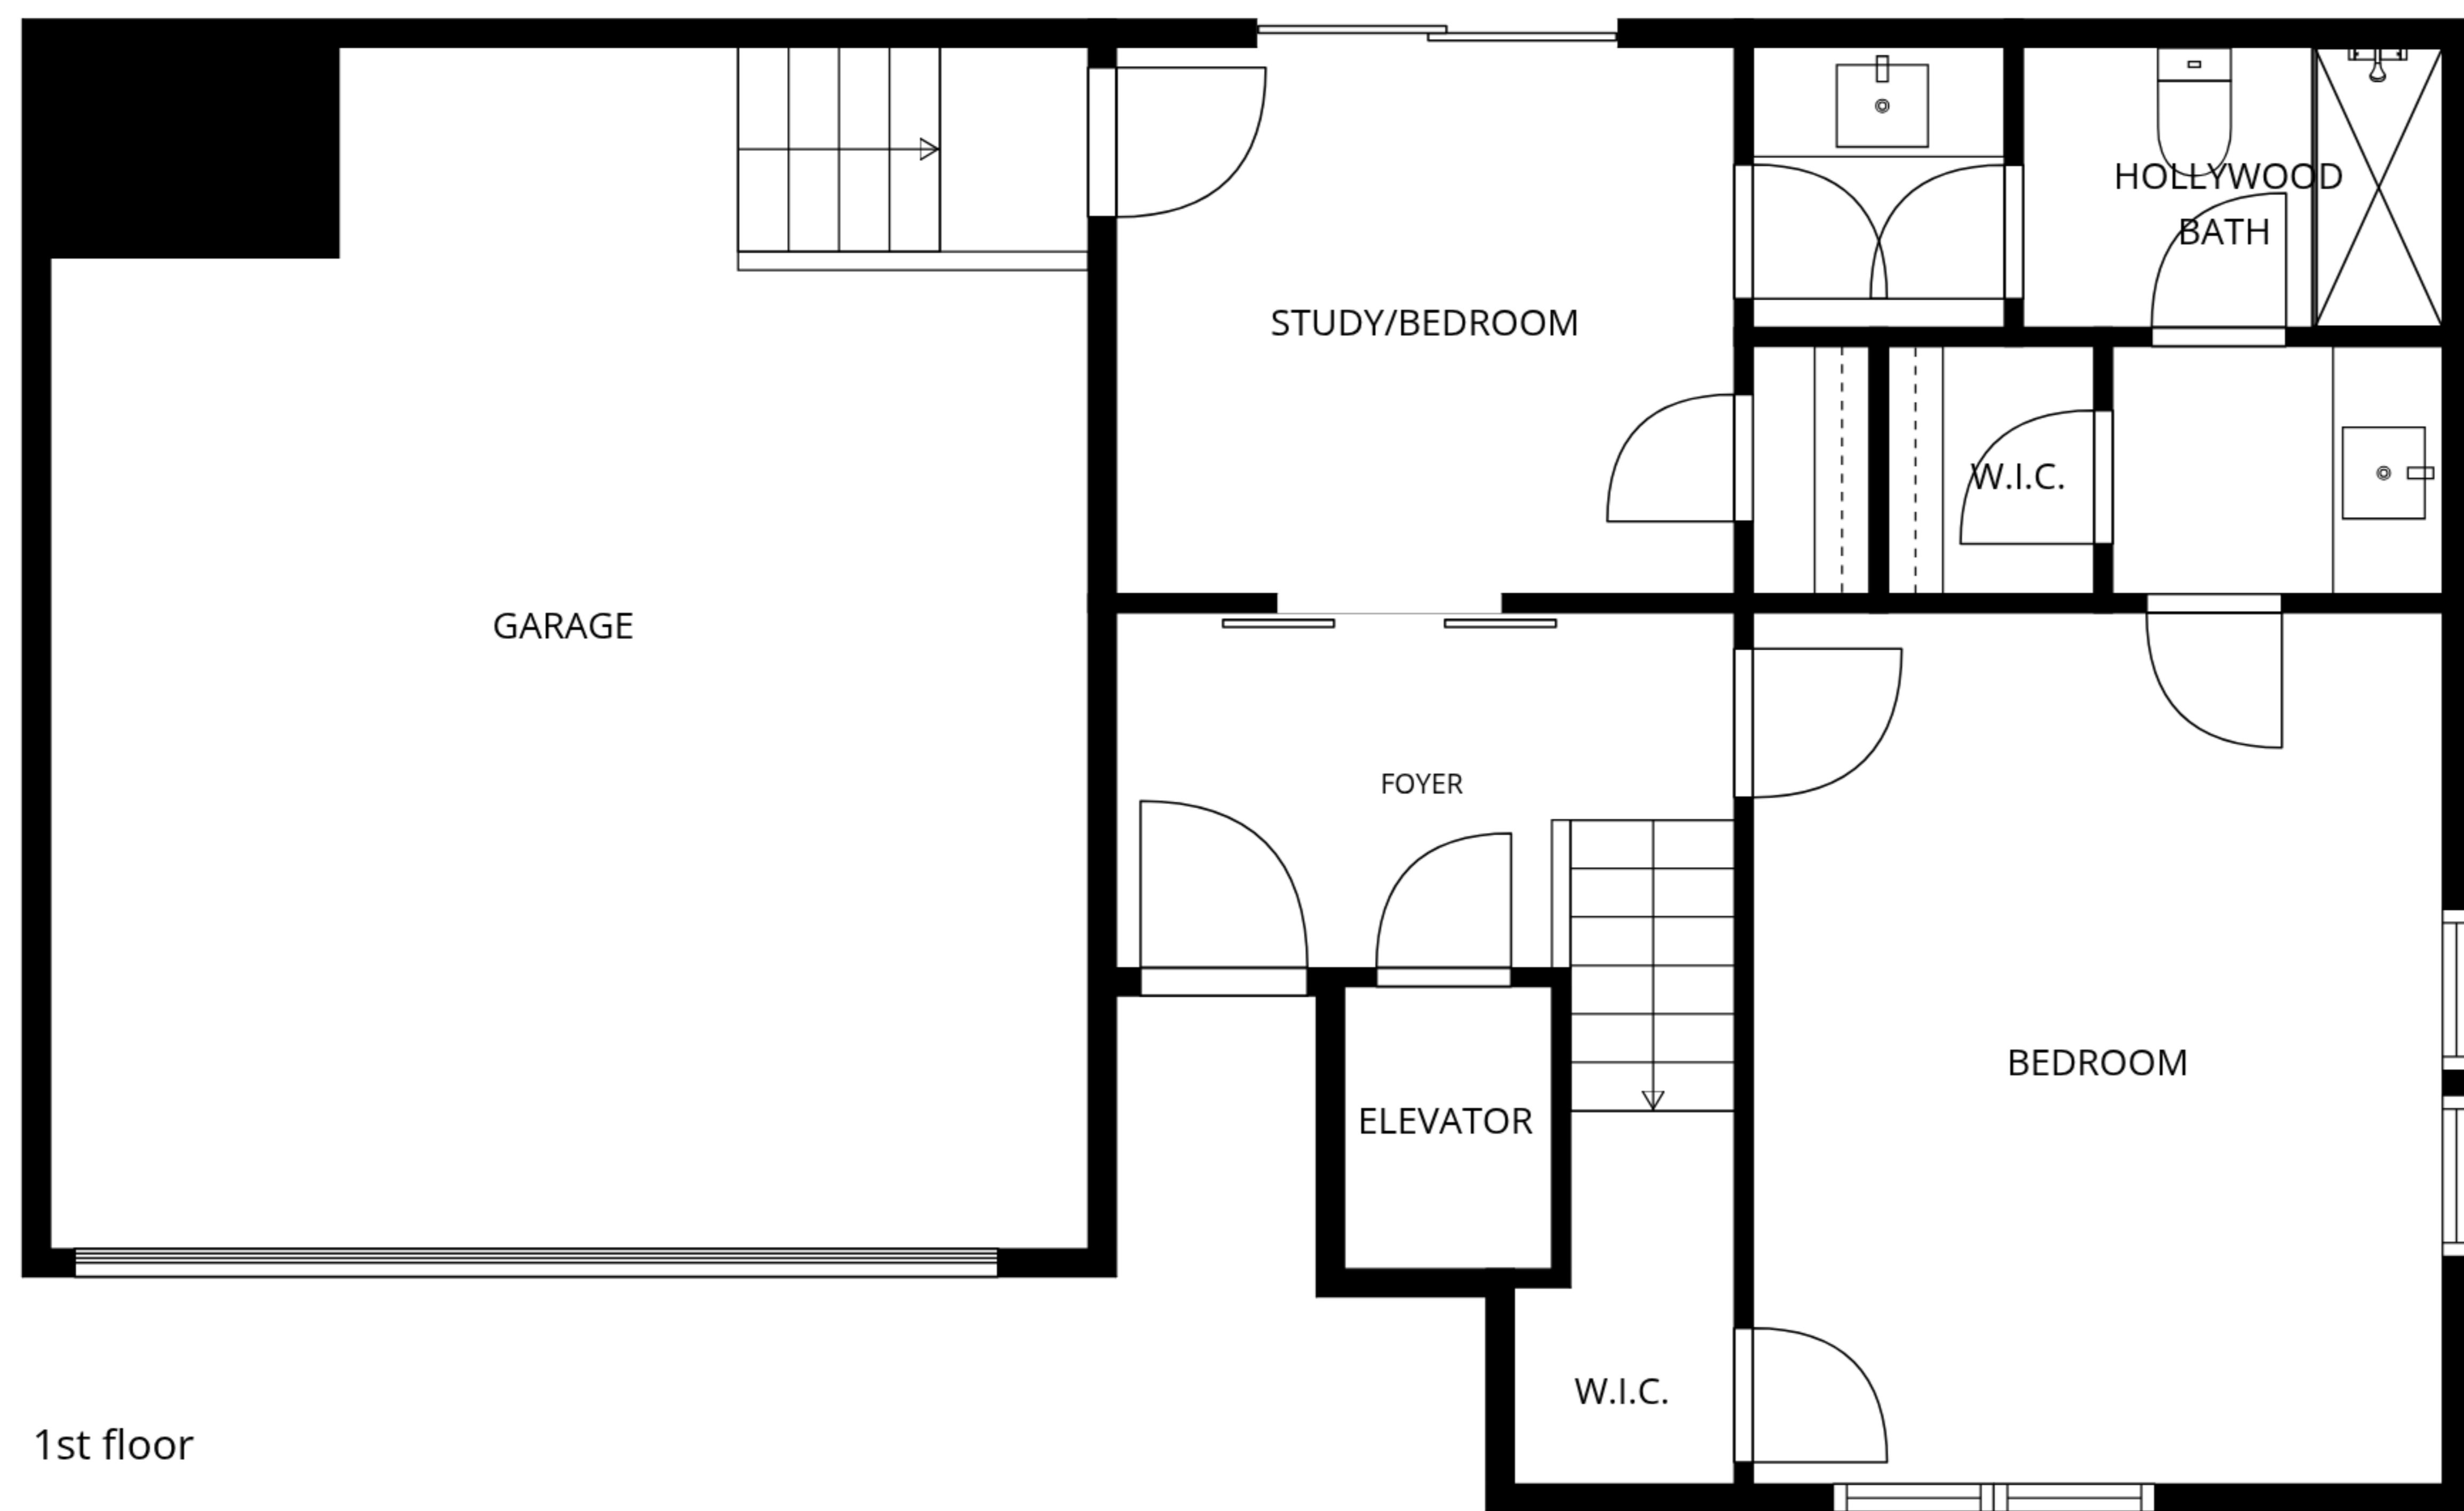 HOLLYWOOD
BATH
STUDY/BEDROOM
W.I.C.
GARAGE
FOYER
BEDROOM
ELEVATOR
W.I.C.
1st floor